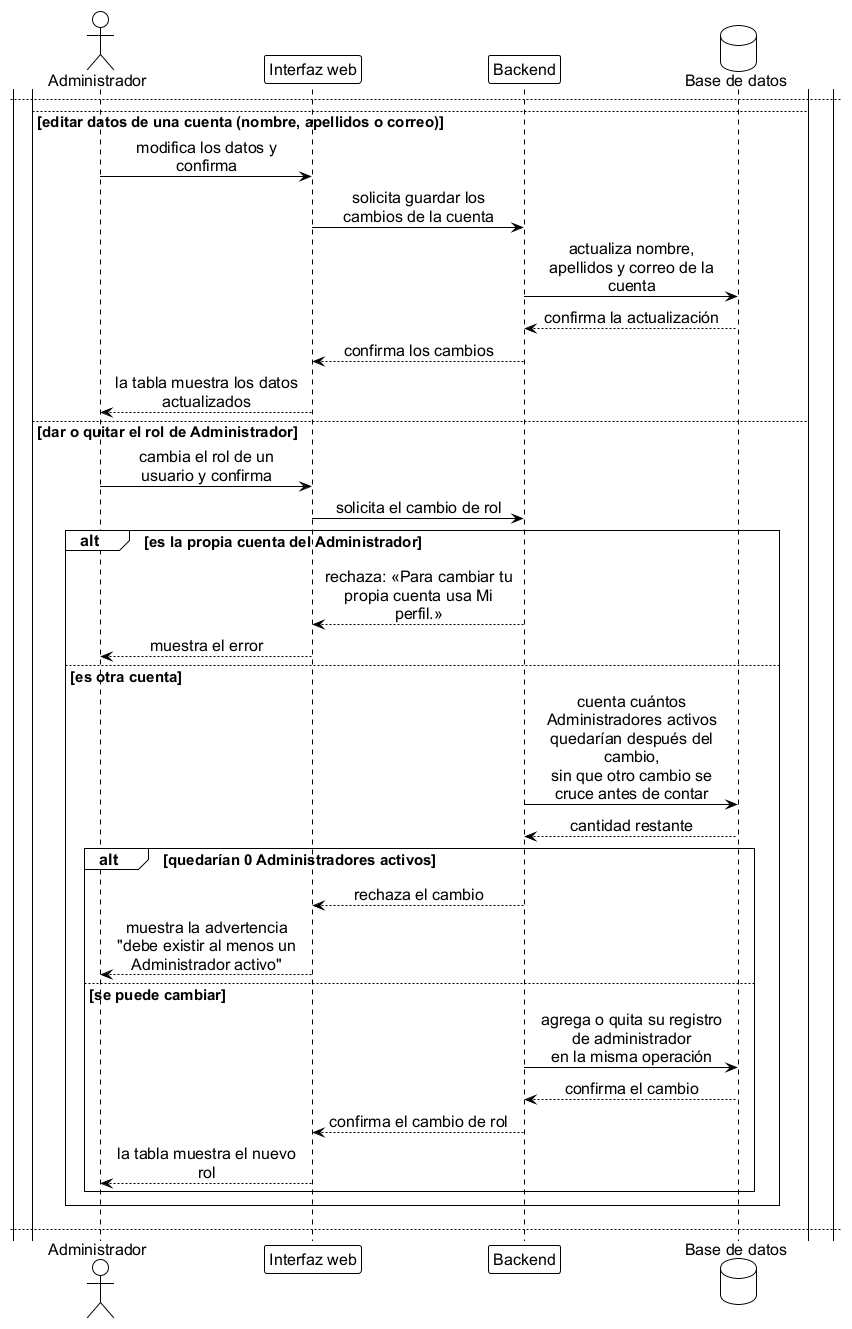 Administrador
Interfaz web
Backend
Base de datos
[editar datos de una cuenta (nombre, apellidos o correo)]
modifica los datos y
confirma
solicita guardar los
cambios de la cuenta
actualiza nombre,
apellidos y correo de la
cuenta
confirma la actualización
confirma los cambios
la tabla muestra los datos
actualizados
[dar o quitar el rol de Administrador]
cambia el rol de un
usuario y confirma
solicita el cambio de rol
alt [es la propia cuenta del Administrador]
rechaza: «Para cambiar tu
propia cuenta usa Mi
perfil.»
muestra el error
[es otra cuenta]
cuenta cuántos
Administradores activos
quedarían después del
cambio,
sin que otro cambio se
cruce antes de contar
cantidad restante
alt [quedarían 0 Administradores activos]
rechaza el cambio
muestra la advertencia
"debe existir al menos un
Administrador activo"
[se puede cambiar]
agrega o quita su registro
de administrador
en la misma operación
confirma el cambio
confirma el cambio de rol
la tabla muestra el nuevo
rol
Administrador
Interfaz web
Backend
Base de datos